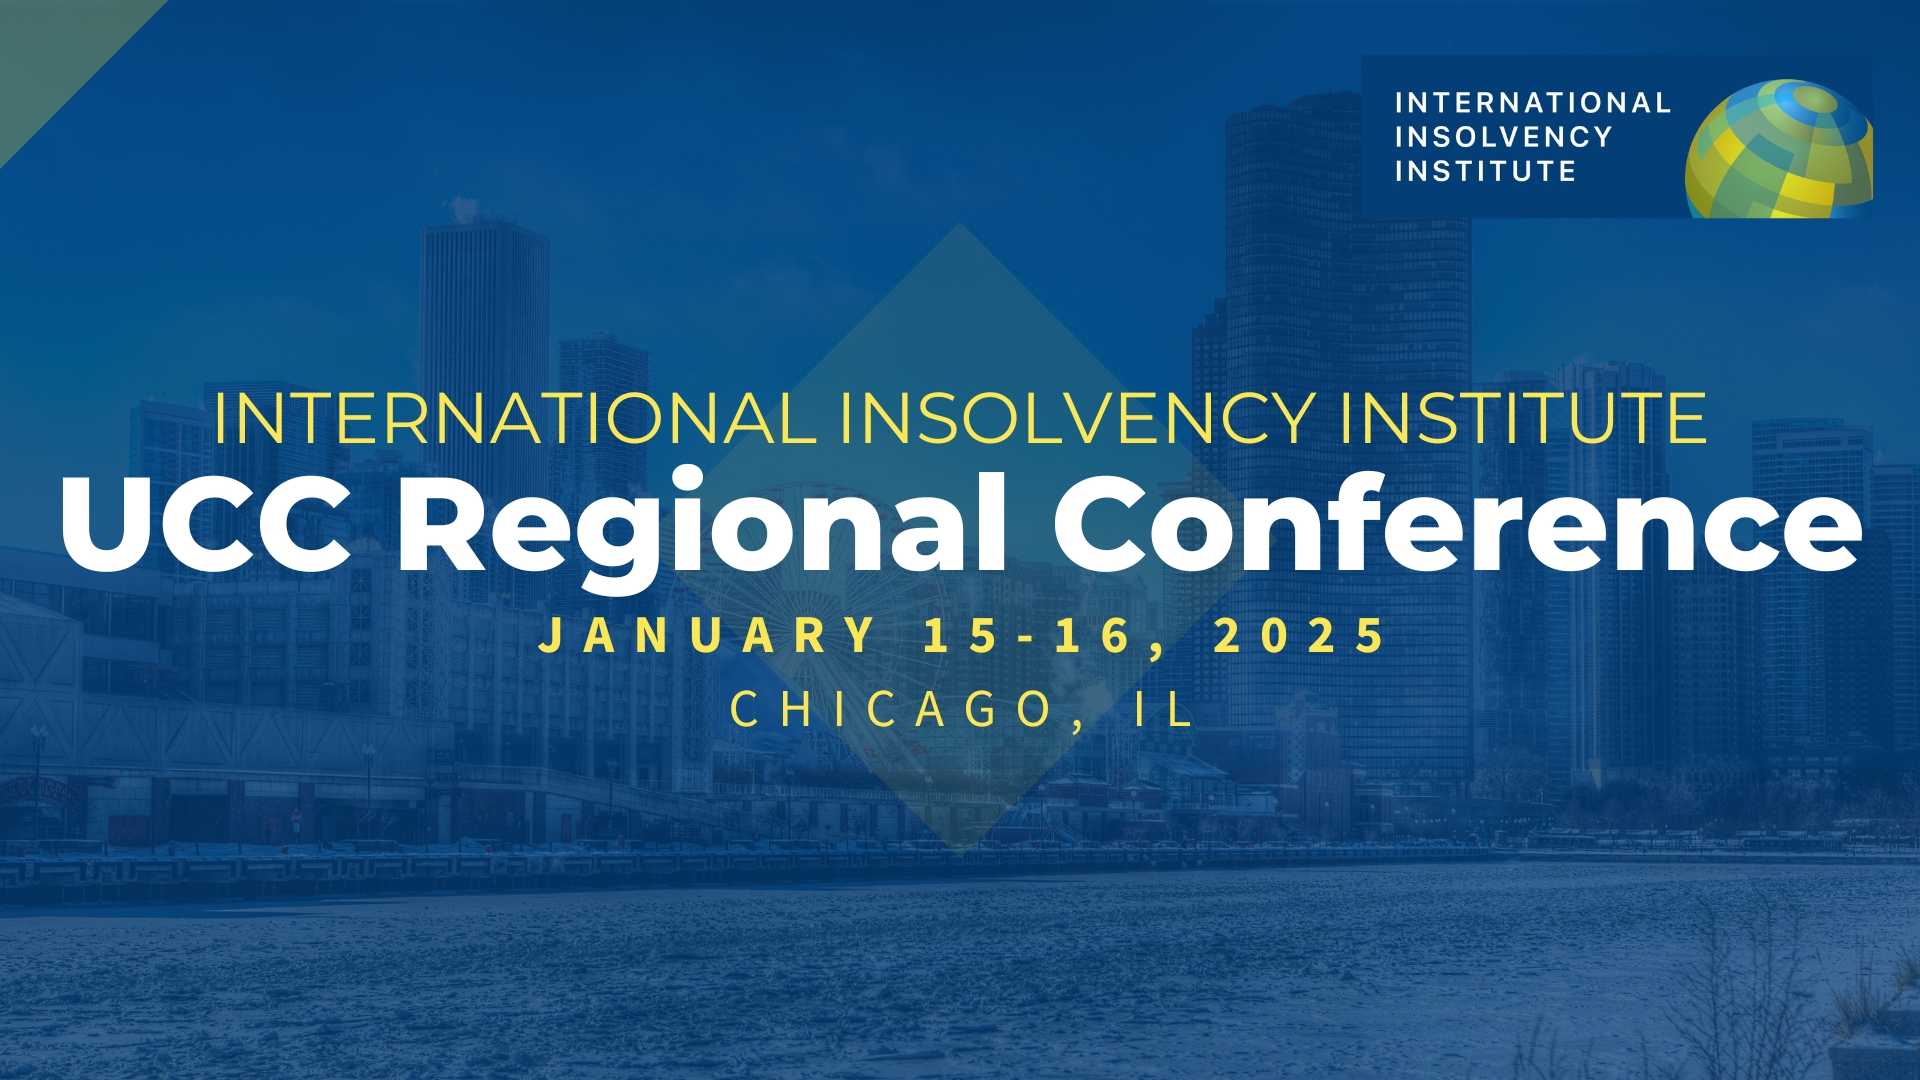 INTERNATIONAL
INSOLVENCY
INSTITUTE
INTERNATIONAL INSOLVENCY INSTITUTE
UCC Regional Conference
JANUARY 15-16, 2025
CHICAGO, IL